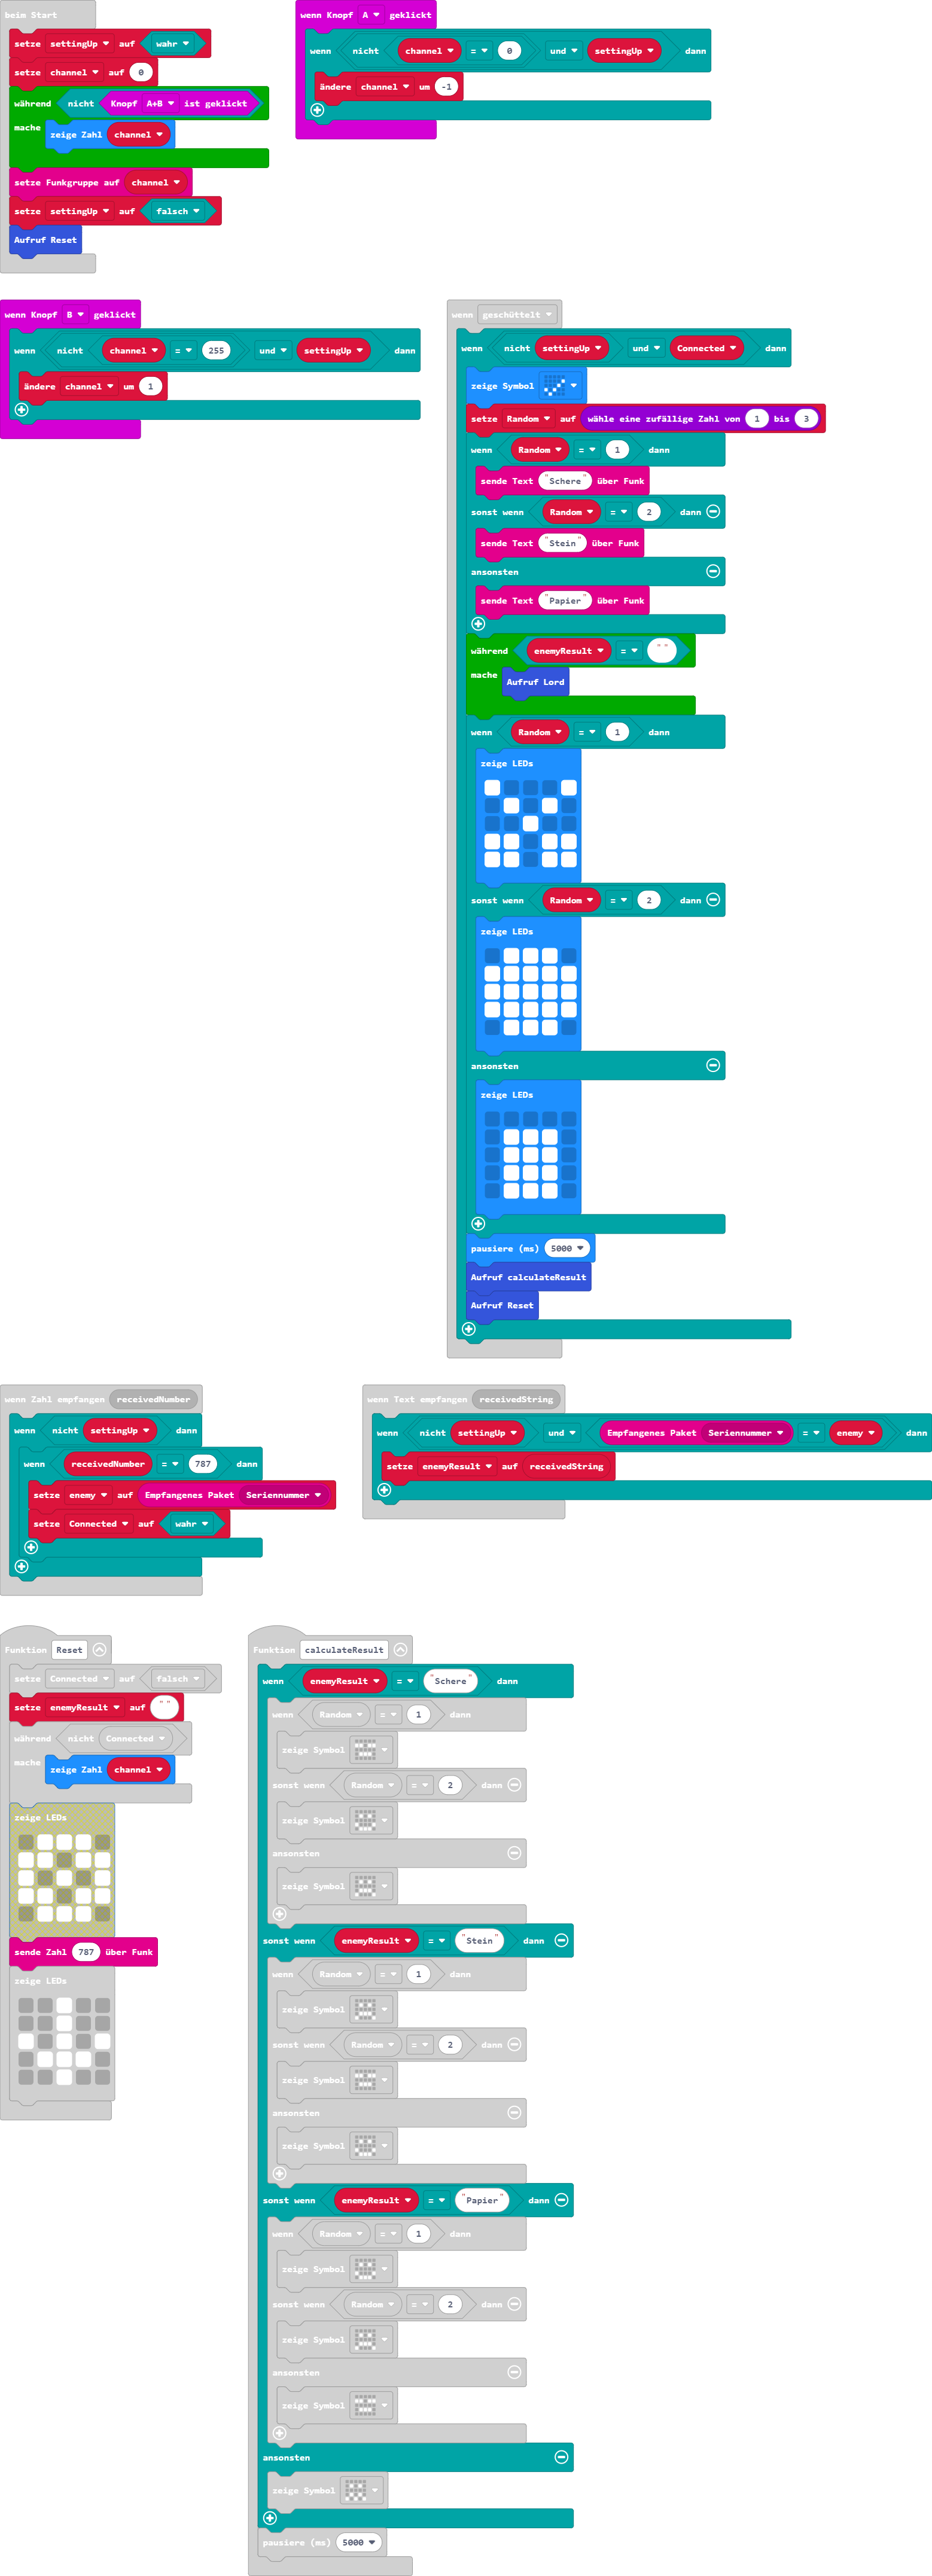 beim Start
setze settingUp auf wahr
setze channel auf 0
während nicht Knopf A+B ist geklickt
mache zeige Zahl channel
setze Funkgruppe auf channel
setze settingUp auf falsch
Aufruf Reset
wenn Knopf A geklickt
wenn nicht channel = 0 und settingUp dann
ändere channel um -1
wenn Knopf B geklickt
wenn nicht channel = 255 und settingUp dann
ändere channel um 1
wenn geschüttelt
wenn nicht settingUp und Connected dann
zeige Symbol
setze Random auf wähle eine zufällige Zahl von 1 bis 3
wenn Random = 1 dann
sende Text "Schere" über Funk
sonst wenn Random = 2 dann
sende Text "Stein" über Funk
ansonsten
sende Text "Papier" über Funk
während enemyResult = ""
mache Aufruf Lord
wenn Random = 1 dann
zeige LEDs
sonst wenn Random = 2 dann
zeige LEDs
ansonsten
zeige LEDs
pausiere (ms) 5000
Aufruf calculateResult
Aufruf Reset
wenn Zahl empfangen receivedNumber
wenn nicht settingUp dann
wenn receivedNumber = 787 dann
setze enemy auf Empfangenes Paket Seriennummer
setze Connected auf wahr
wenn Text empfangen receivedString
wenn nicht settingUp und Empfangenes Paket Seriennummer = enemy dann
setze enemyResult auf receivedString
Funktion Reset
setze Connected auf falsch
setze enemyResult auf ""
während nicht Connected
mache zeige Zahl channel
zeige LEDs
sende Zahl 787 über Funk
zeige LEDs
Funktion calculateResult
wenn enemyResult = "Schere" dann
wenn Random = 1 dann
zeige Symbol
sonst wenn Random = 2 dann
zeige Symbol
ansonsten
zeige Symbol
sonst wenn enemyResult = "Stein" dann
wenn Random = 1 dann
zeige Symbol
sonst wenn Random = 2 dann
zeige Symbol
ansonsten
zeige Symbol
sonst wenn enemyResult = "Papier" dann
wenn Random = 1 dann
zeige Symbol
sonst wenn Random = 2 dann
zeige Symbol
ansonsten
zeige Symbol
ansonsten
zeige Symbol
pausiere (ms) 5000